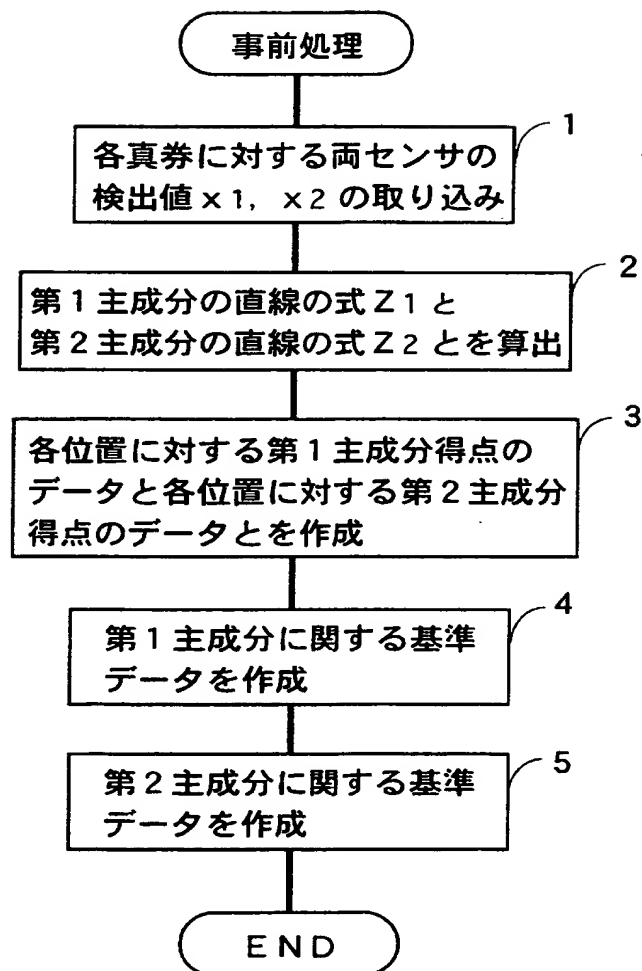 事前処理
1
各真券に対する両センサの
検出値x1, x2の取り込み
2
第1主成分の直線の式Z1と
第2主成分の直線の式Z2とを算出
3
各位置に対する第1主成分得点の
データと各位置に対する第2主成分
得点のデータとを作成
4
第1主成分に関する基準
データを作成
5
第2主成分に関する基準
データを作成
END